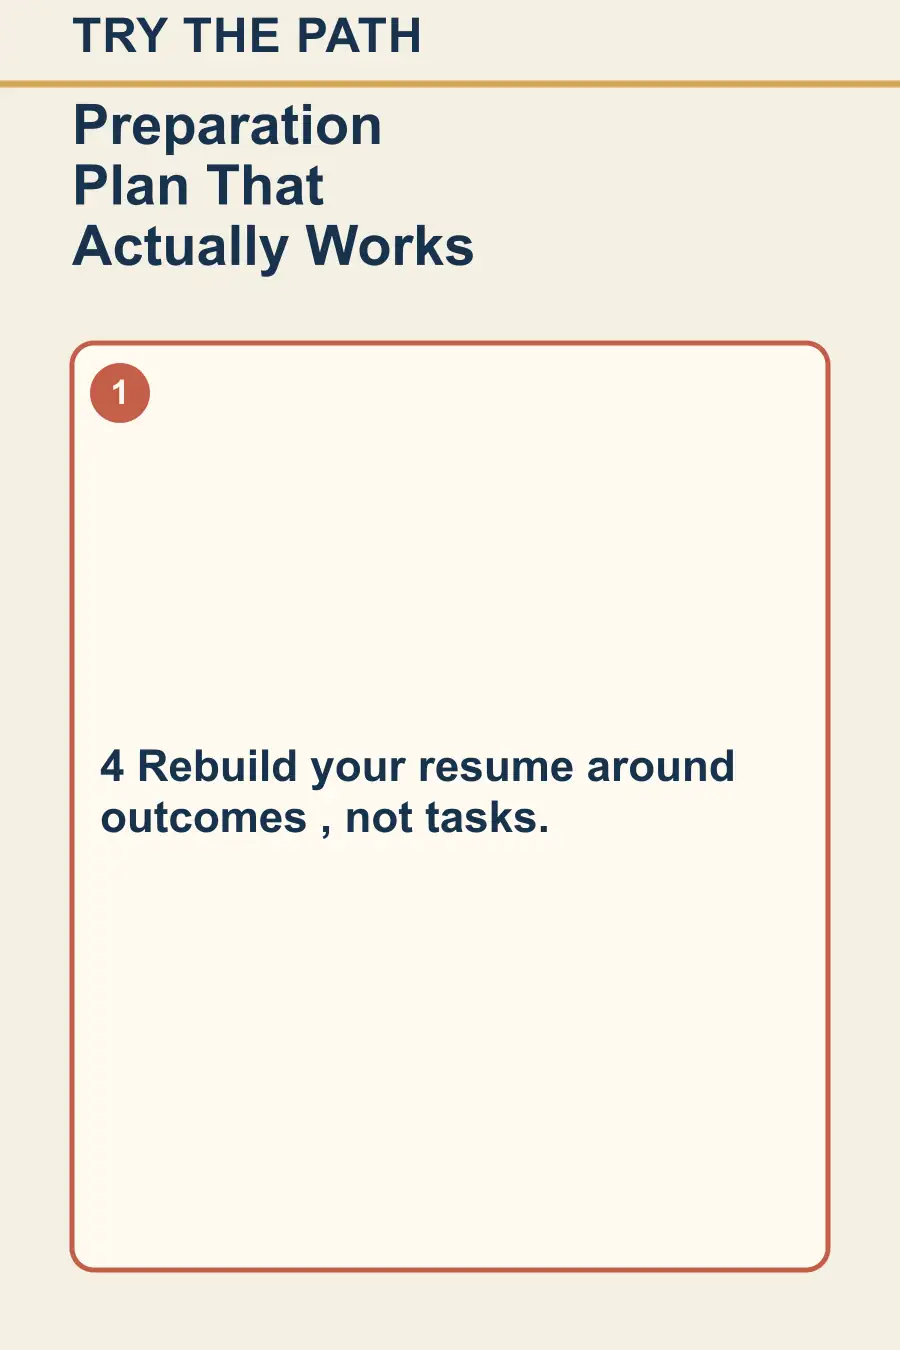 TRY THE PATH
Preparation
Plan That
Actually Works
1
4 Rebuild your resume around
outcomes , not tasks.